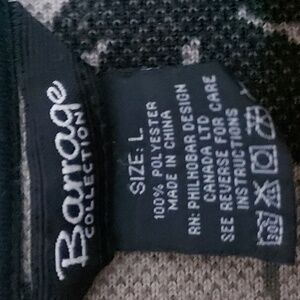 Barrage
COLLECTION
SIZE: L.
100% POLYESTER
MADE IN CHINA
RN: PHILHOBAR DESIGN
CANADA LTD
SEE REVERSE FOR CARE
INSTRUCTIONS